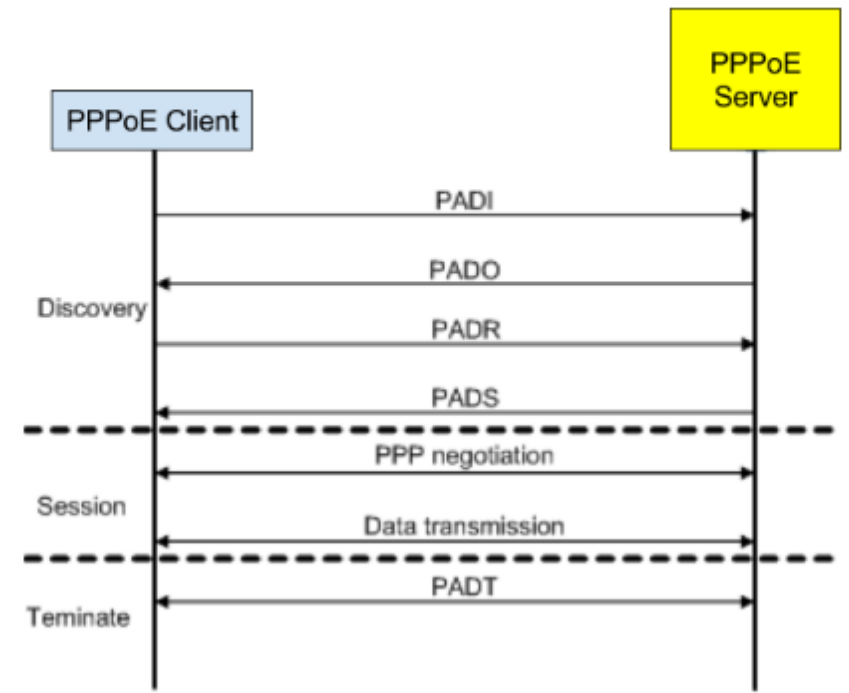 PPPoE
Server
PPPoE Client
PADI
PADO
Discovery
PADR
PADS
PPP negotiation
Session
Data transmission
PADT
Teminate